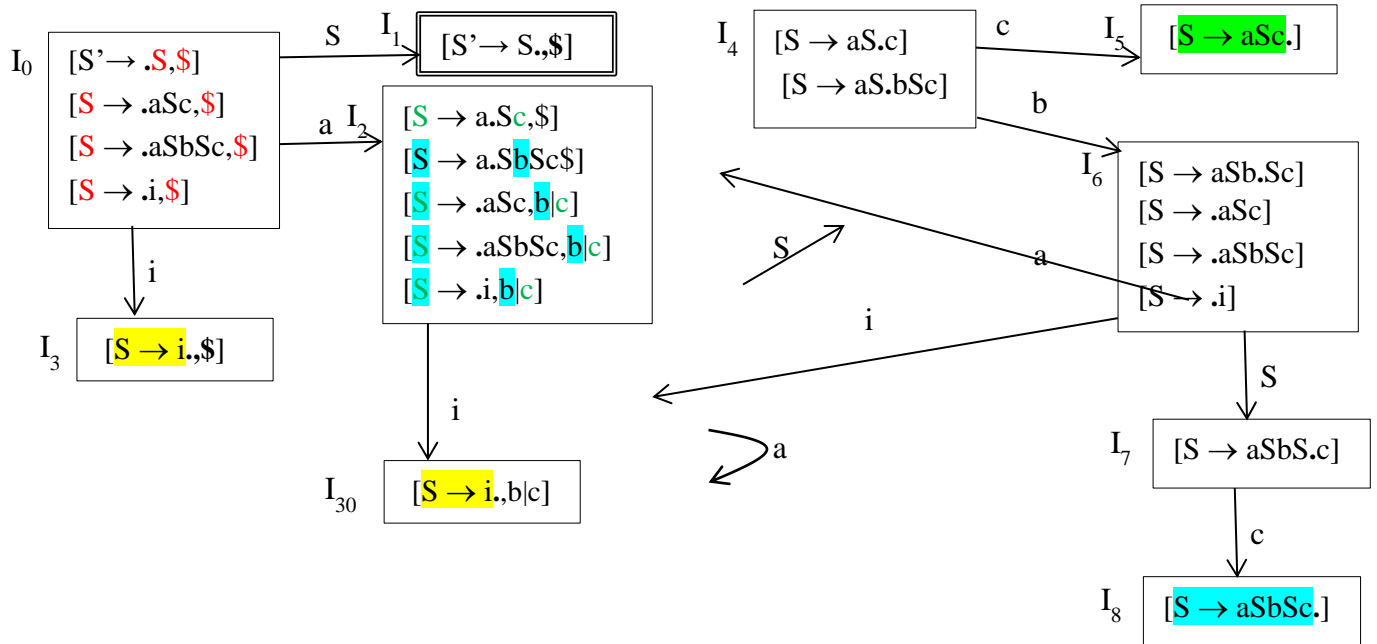 I0
[S’→ .S,$]
[S → .aSc,$]
[S → .aSbSc,$]
[S → .i,$]
S
I1
[S’→ S.,$]
a
I2
[S → a.Sc,$]
[S → a.SbSc$]
[S → .aSc,b|c]
[S → .aSbSc,b|c]
[S → .i,b|c]
i
I3
[S → i.,$]
i
I30
[S → i.,b|c]
I4
[S → aS.c]
[S → aS.bSc]
c
I5
[S → aSc.]
b
I6
[S → aSb.Sc]
[S → .aSc]
[S → .aSbSc]
[S → .i]
S
a
i
a
S
I7
[S → aSbS.c]
c
I8
[S → aSbSc.]